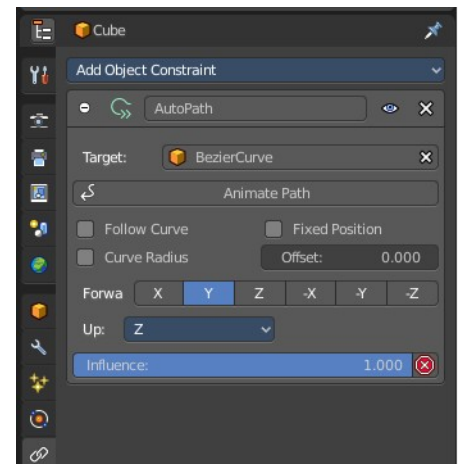 Cube
Add Object Constraint
AutoPath
Target: BezierCurve
Animate Path
Follow Curve Fixed Position
Curve Radius Offset: 0.000
Forwa X Y Z -X -Y -Z
Up: Z
Influence: 1.000